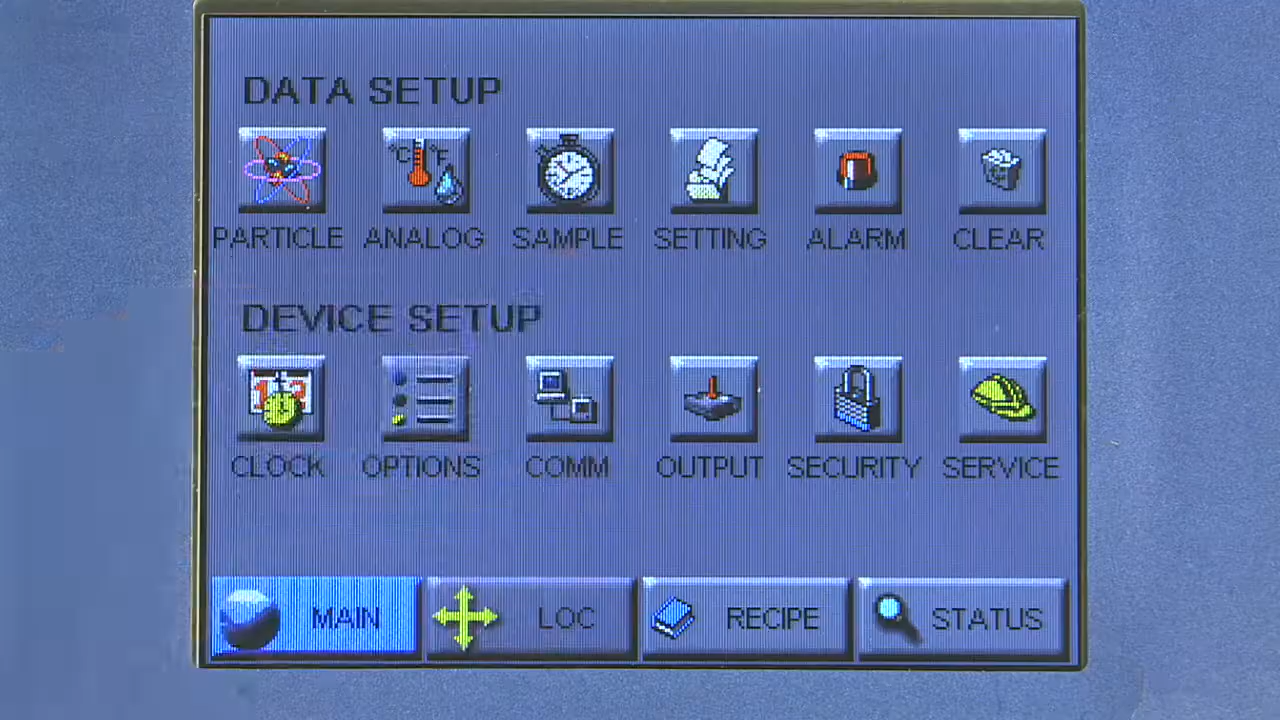 DATA SETUP
°C °F
PARTICLE ANALOG SAMPLE SETTING ALARM CLEAR
DEVICE SETUP
CLOCK OPTIONS COMM OUTPUT SECURITY SERVICE
MAIN LOC RECIPE STATUS